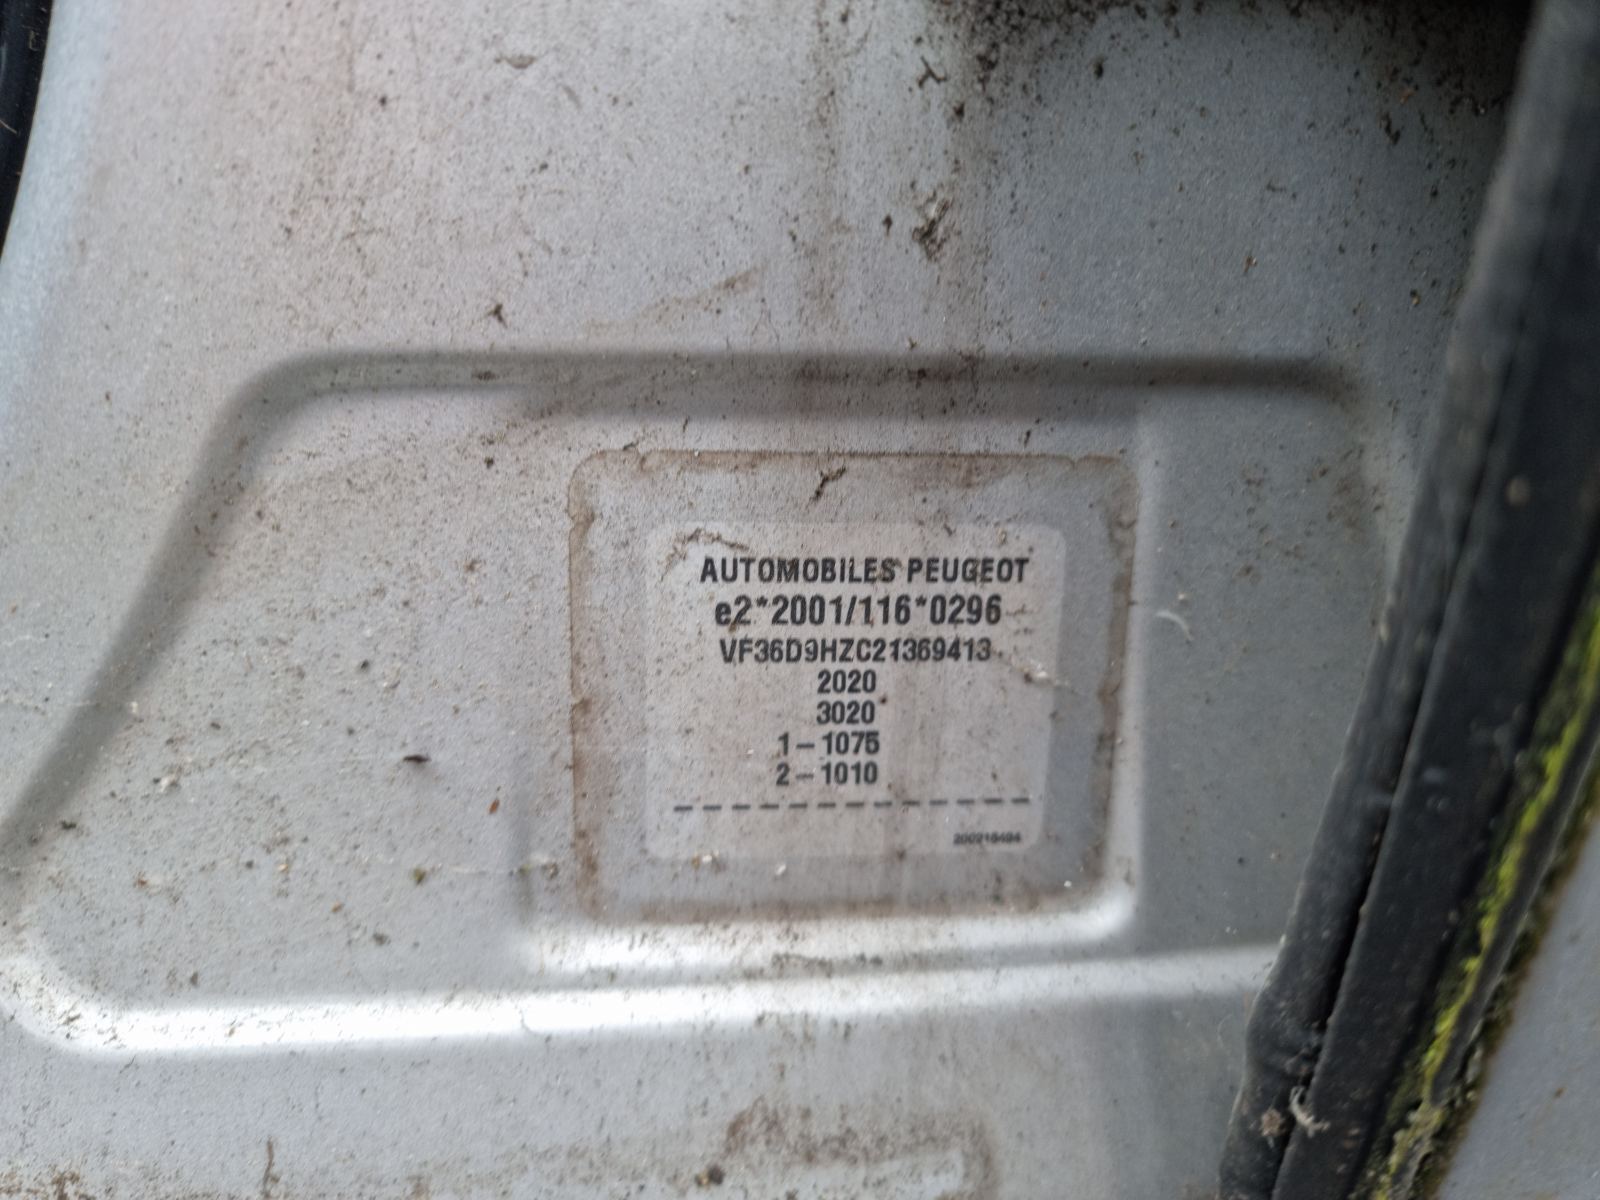 AUTOMOBILES PEUGEOT
e2*2001/116*0296
VF36D9HZC21369413
2020
3020
1-1075
2-1010